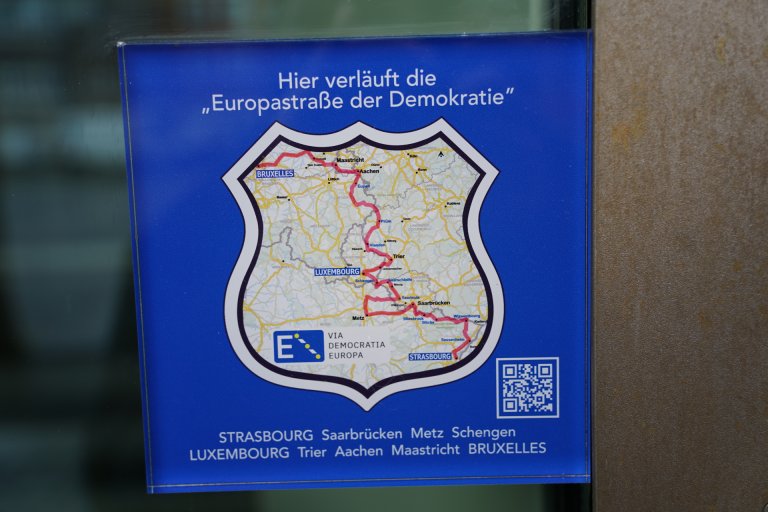 Hier verläuft die
„Europastraße der Demokratie”
Maastricht
BRUXELLES
Aachen
Trier
LUXEMBOURG
Saarbrücken
Metz
STRASBOURG
E
VIA
DEMOCRATIA
EUROPA
STRASBOURG Saarbrücken Metz Schengen
LUXEMBOURG Trier Aachen Maastricht BRUXELLES